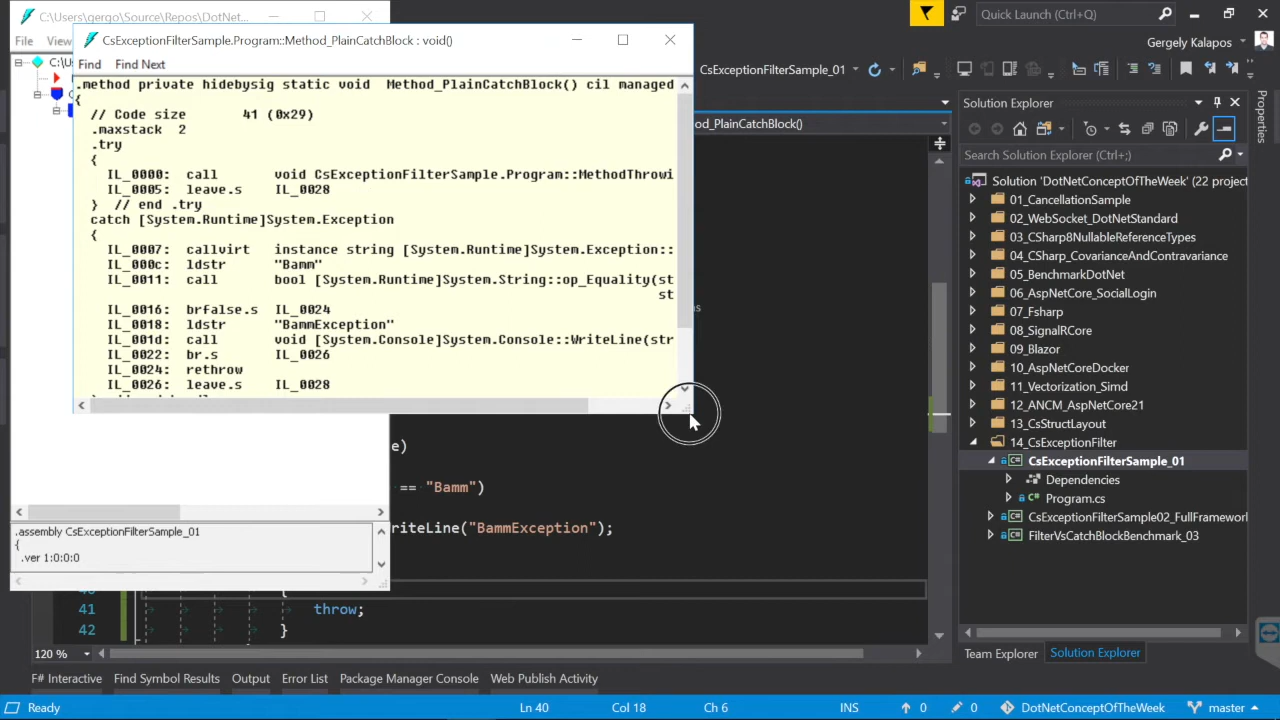 C:\Users\gergo\Source\Repos\DotNet
File View
C:\U
CsExceptionFilterSample.Program::Method_PlainCatchBlock : void()
Find Find Next
.method private hidebysig static void  Method_PlainCatchBlock() cil managed
{
// Code size       41 (0x29)
.maxstack  2
.try
{
IL_0000:  call       void CsExceptionFilterSample.Program::MethodThrowi
IL_0005:  leave.s    IL_0028
}  // end .try
catch [System.Runtime]System.Exception
{
IL_0007:  callvirt   instance string [System.Runtime]System.Exception::
IL_000c:  ldstr      "Bamm"
IL_0011:  call       bool [System.Runtime]System.String::op_Equality(st
st
IL_0016:  brfalse.s  IL_0024
IL_0018:  ldstr      "BammException"
IL_001d:  call       void [System.Console]System.Console::WriteLine(str
IL_0022:  br.s       IL_0026
IL_0024:  rethrow
IL_0026:  leave.s    IL_0028
.assembly CsExceptionFilterSample_01
{
.ver 1:0:0:0
Quick Launch (Ctrl+;)
Gergely Kalapos
CsExceptionFilterSample_01
od_PlainCatchBlock()
ns
e)
== "Bamm")
riteLine("BammException");
40 {
41 throw;
42 }
120 %
Solution Explorer
Search Solution Explorer (Ctrl+;)
Solution 'DotNetConceptOfTheWeek' (22 project
01_CancellationSample
02_WebSocket_DotNetStandard
03_CSharp8NullableReferenceTypes
04_CSharp_CovarianceAndContravariance
05_BenchmarkDotNet
06_AspNetCore_SocialLogin
07_Fsharp
08_SignalRCore
09_Blazor
10_AspNetCoreDocker
11_Vectorization_Simd
12_ANCM_AspNetCore21
13_CsStructLayout
14_CsExceptionFilter
C# CsExceptionFilterSample_01
Dependencies
C# Program.cs
C# CsExceptionFilterSample02_FullFramework
C# FilterVsCatchBlockBenchmark_03
Team Explorer Solution Explorer
Properties
F# Interactive Find Symbol Results Output Error List Package Manager Console Web Publish Activity
Ready Ln 40 Col 18 Ch 6 INS 0 0 DotNetConceptOfTheWeek master